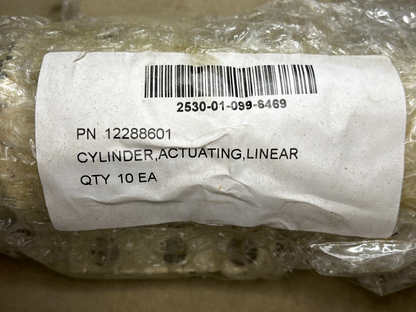 2530-01-099-6469
PN 12288601
CYLINDER,ACTUATING,LINEAR
QTY 10 EA